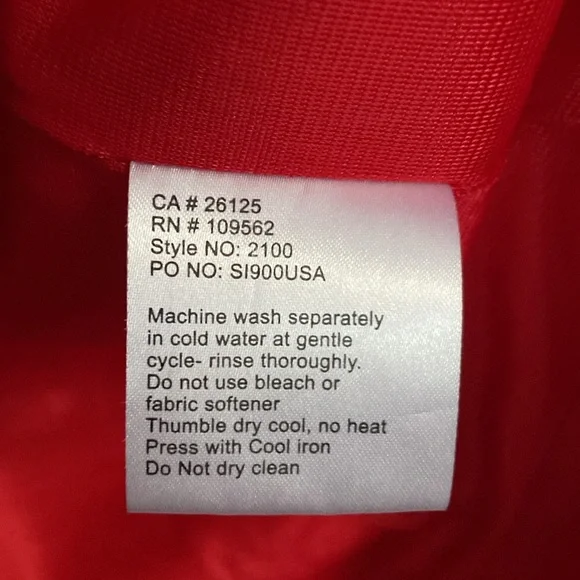 CA # 26125
RN # 109562
Style NO: 2100
PO NO: SI900USA
Machine wash separately
in cold water at gentle
cycle- rinse thoroughly.
Do not use bleach or
fabric softener
Thumble dry cool, no heat
Press with Cool iron
Do Not dry clean